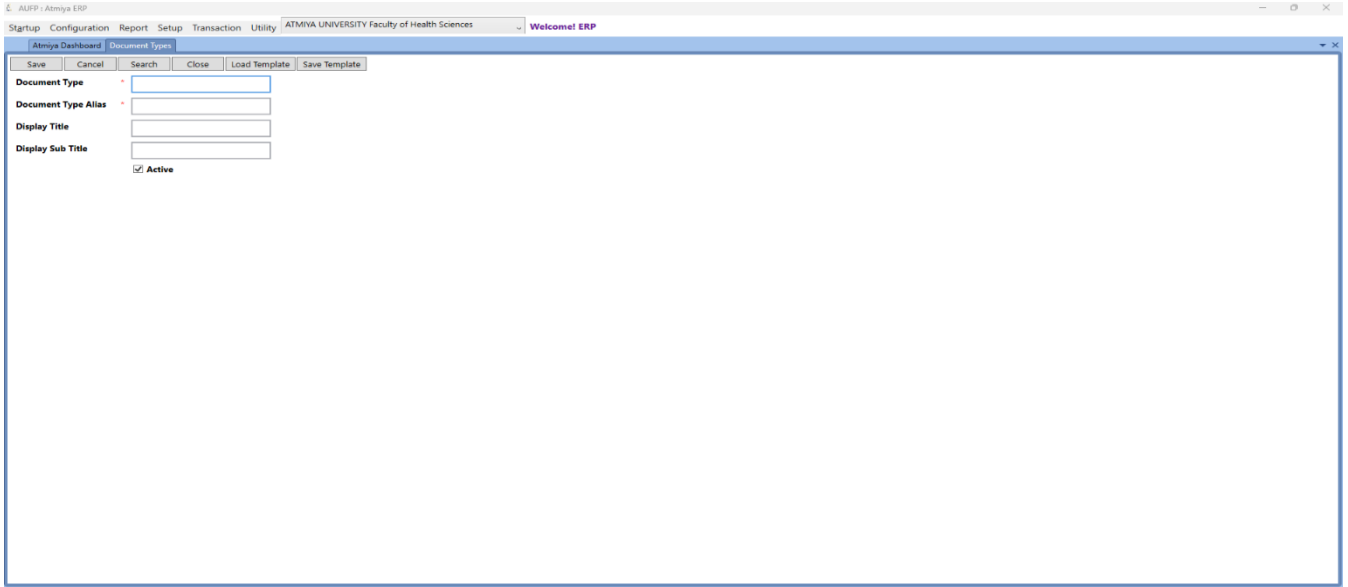 AUFP : Atmiya ERP
Startup Configuration Report Setup Transaction Utility ATMIYA UNIVERSITY Faculty of Health Sciences Welcome! ERP
Atmiya Dashboard Document Types
Save Cancel Search Close Load Template Save Template
Document Type *
Document Type Alias *
Display Title
Display Sub Title
Active